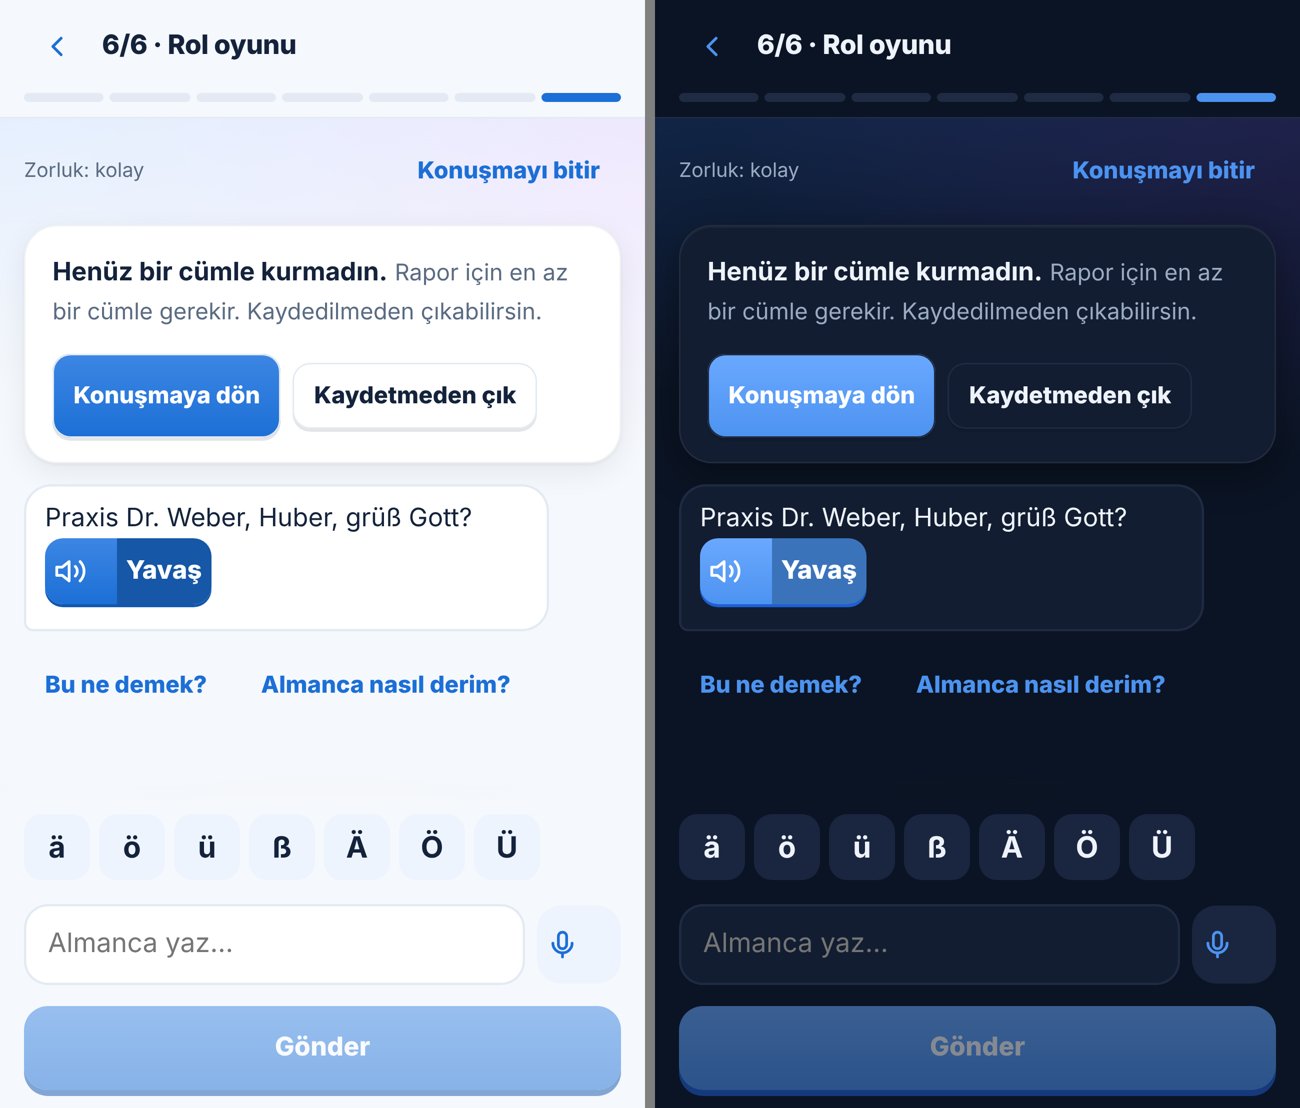 6/6 · Rol oyunu
Zorluk: kolay
Konuşmayı bitir
Henüz bir cümle kurmadın. Rapor için en az
bir cümle gerekir. Kaydedilmeden çıkabilirsin.
Konuşmaya dön
Kaydetmeden çık
Praxis Dr. Weber, Huber, grüß Gott?
Yavaş
Bu ne demek?
Almanca nasıl derim?
ä ö ü ß Ä Ö Ü
Almanca yaz...
Gönder
6/6 · Rol oyunu
Zorluk: kolay
Konuşmayı bitir
Henüz bir cümle kurmadın. Rapor için en az
bir cümle gerekir. Kaydedilmeden çıkabilirsin.
Konuşmaya dön
Kaydetmeden çık
Praxis Dr. Weber, Huber, grüß Gott?
Yavaş
Bu ne demek?
Almanca nasıl derim?
ä ö ü ß Ä Ö Ü
Almanca yaz...
Gönder